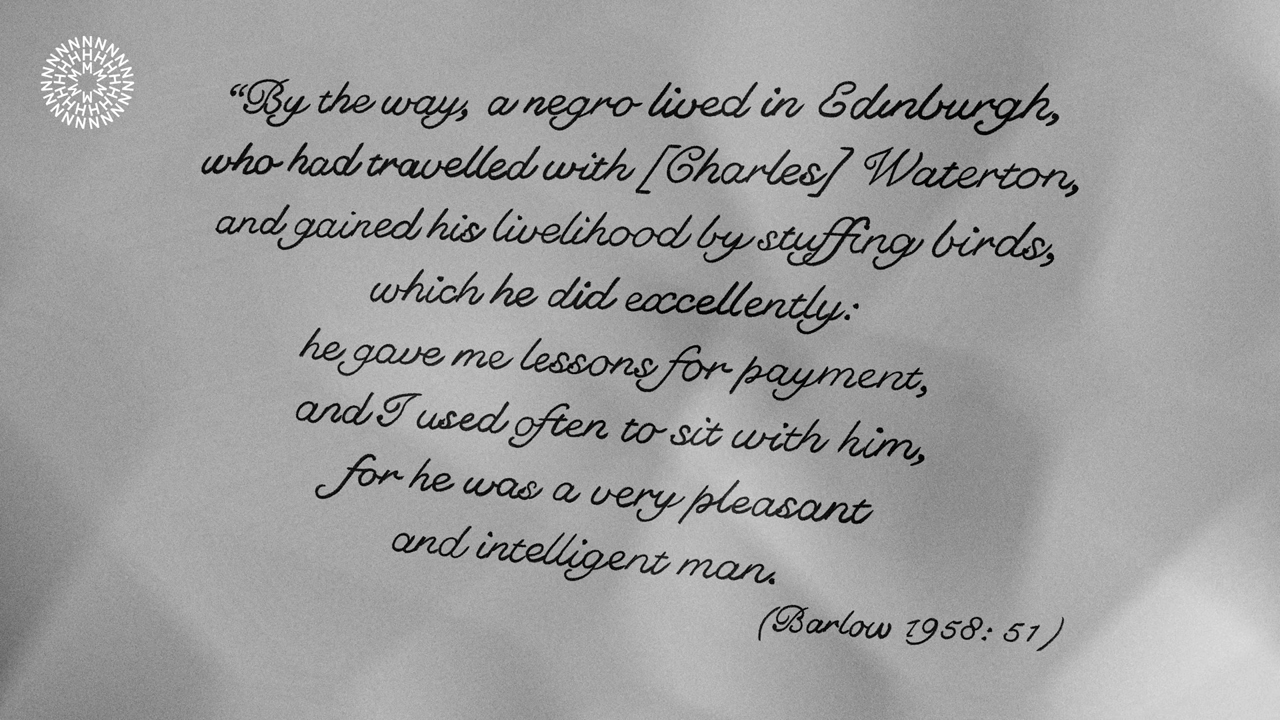 “By the way, a negro lived in Edinburgh,
who had travelled with [Charles] Waterton,
and gained his livelihood by stuffing birds,
which he did excellently:
he gave me lessons for payment,
and I used often to sit with him,
for he was a very pleasant
and intelligent man.
(Barlow 1958: 51)